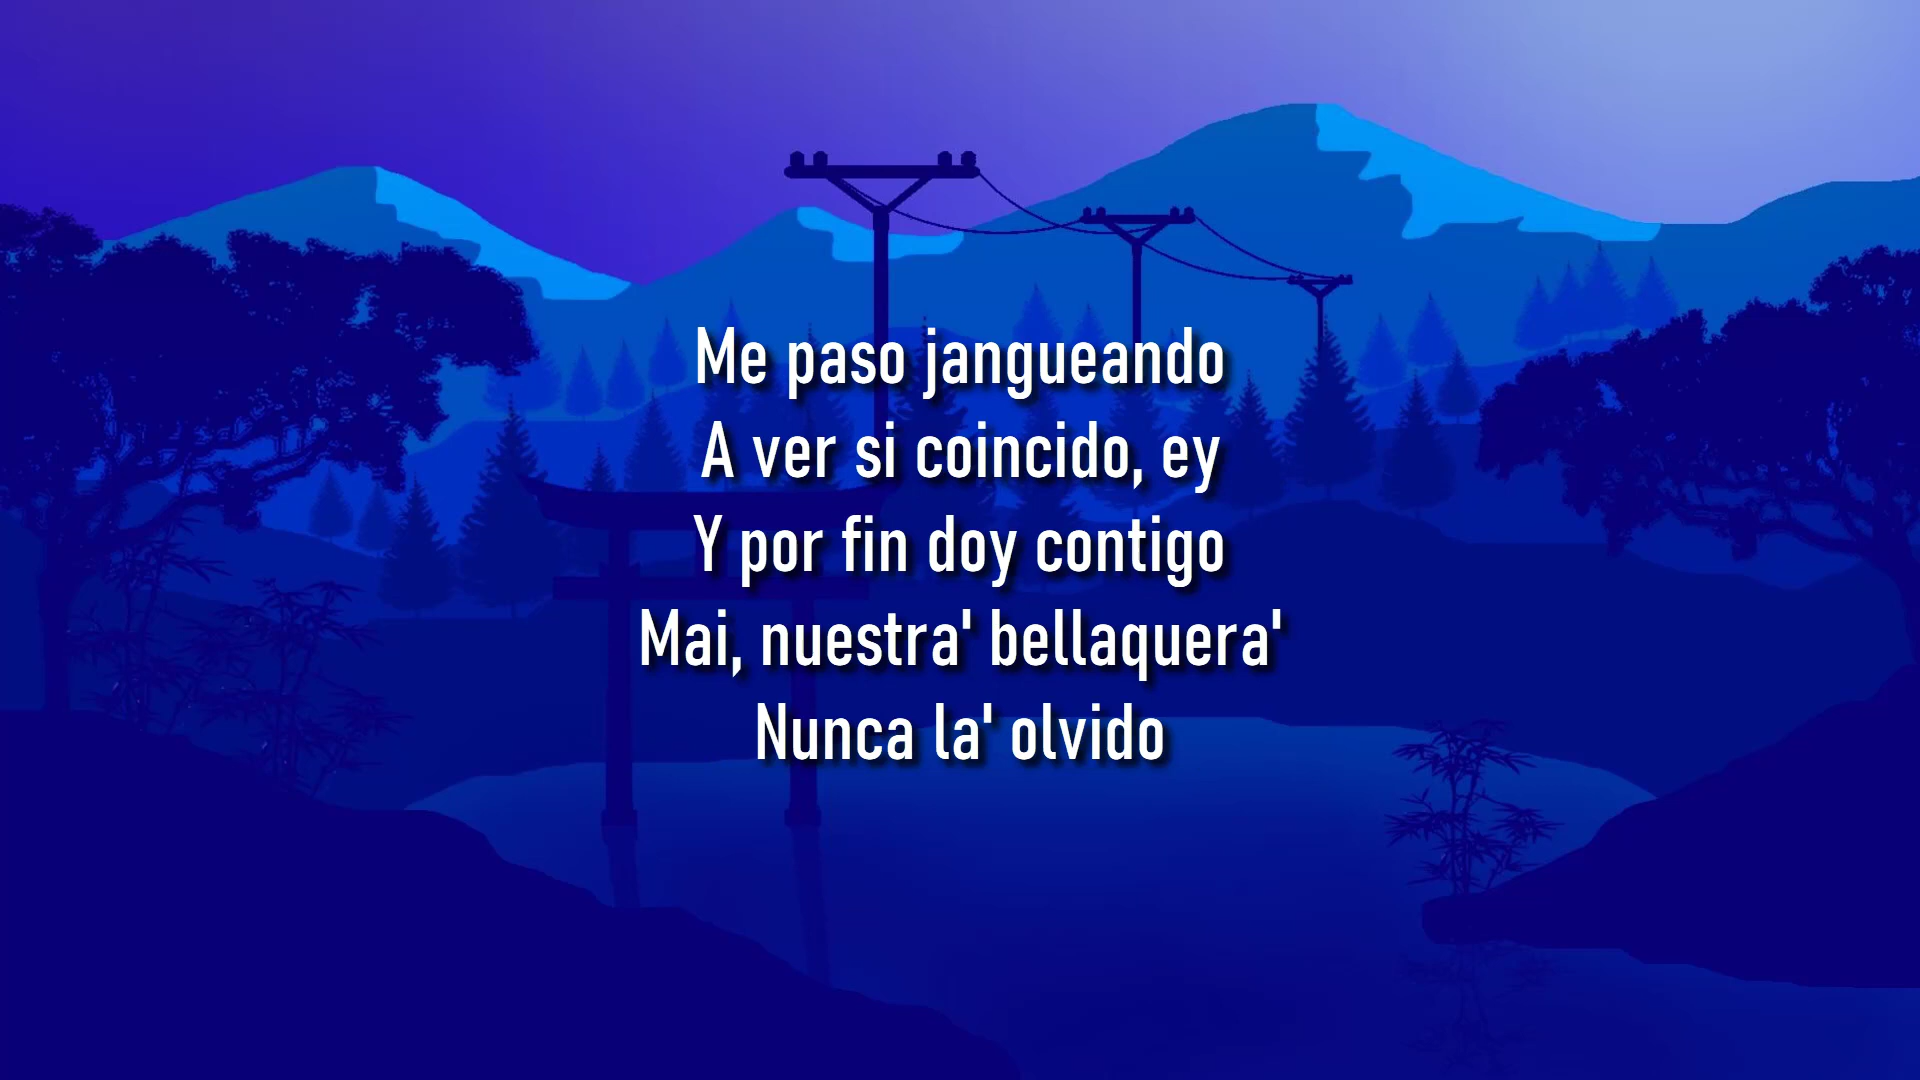 Me paso jangueando
A ver si coincido, ey
Y por fin doy contigo
Mai, nuestra' bellaquera'
Nunca la' olvido